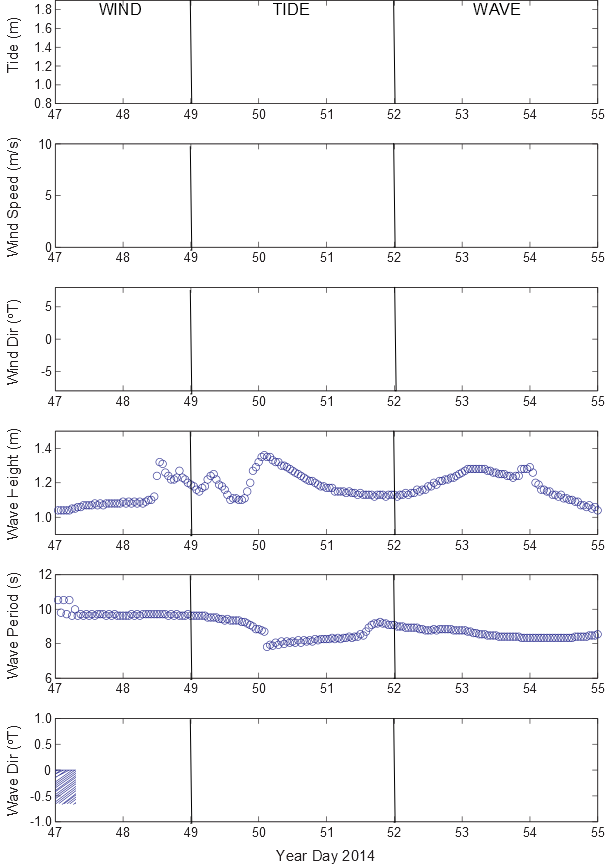 WIND TIDE WAVE
Tide (m)
1.8
1.6
1.4
1.2
1.0
0.8
47 48 49 50 51 52 53 54 55
Wind Speed (m/s)
10
5
0
47 48 49 50 51 52 53 54 55
Wind Dir (ºT)
5
0
-5
47 48 49 50 51 52 53 54 55
Wave Height (m)
1.4
1.2
1.0
47 48 49 50 51 52 53 54 55
Wave Period (s)
12
10
8
6
47 48 49 50 51 52 53 54 55
Wave Dir (ºT)
1.0
0.5
0
-0.5
-1.0
47 48 49 50 51 52 53 54 55
Year Day 2014